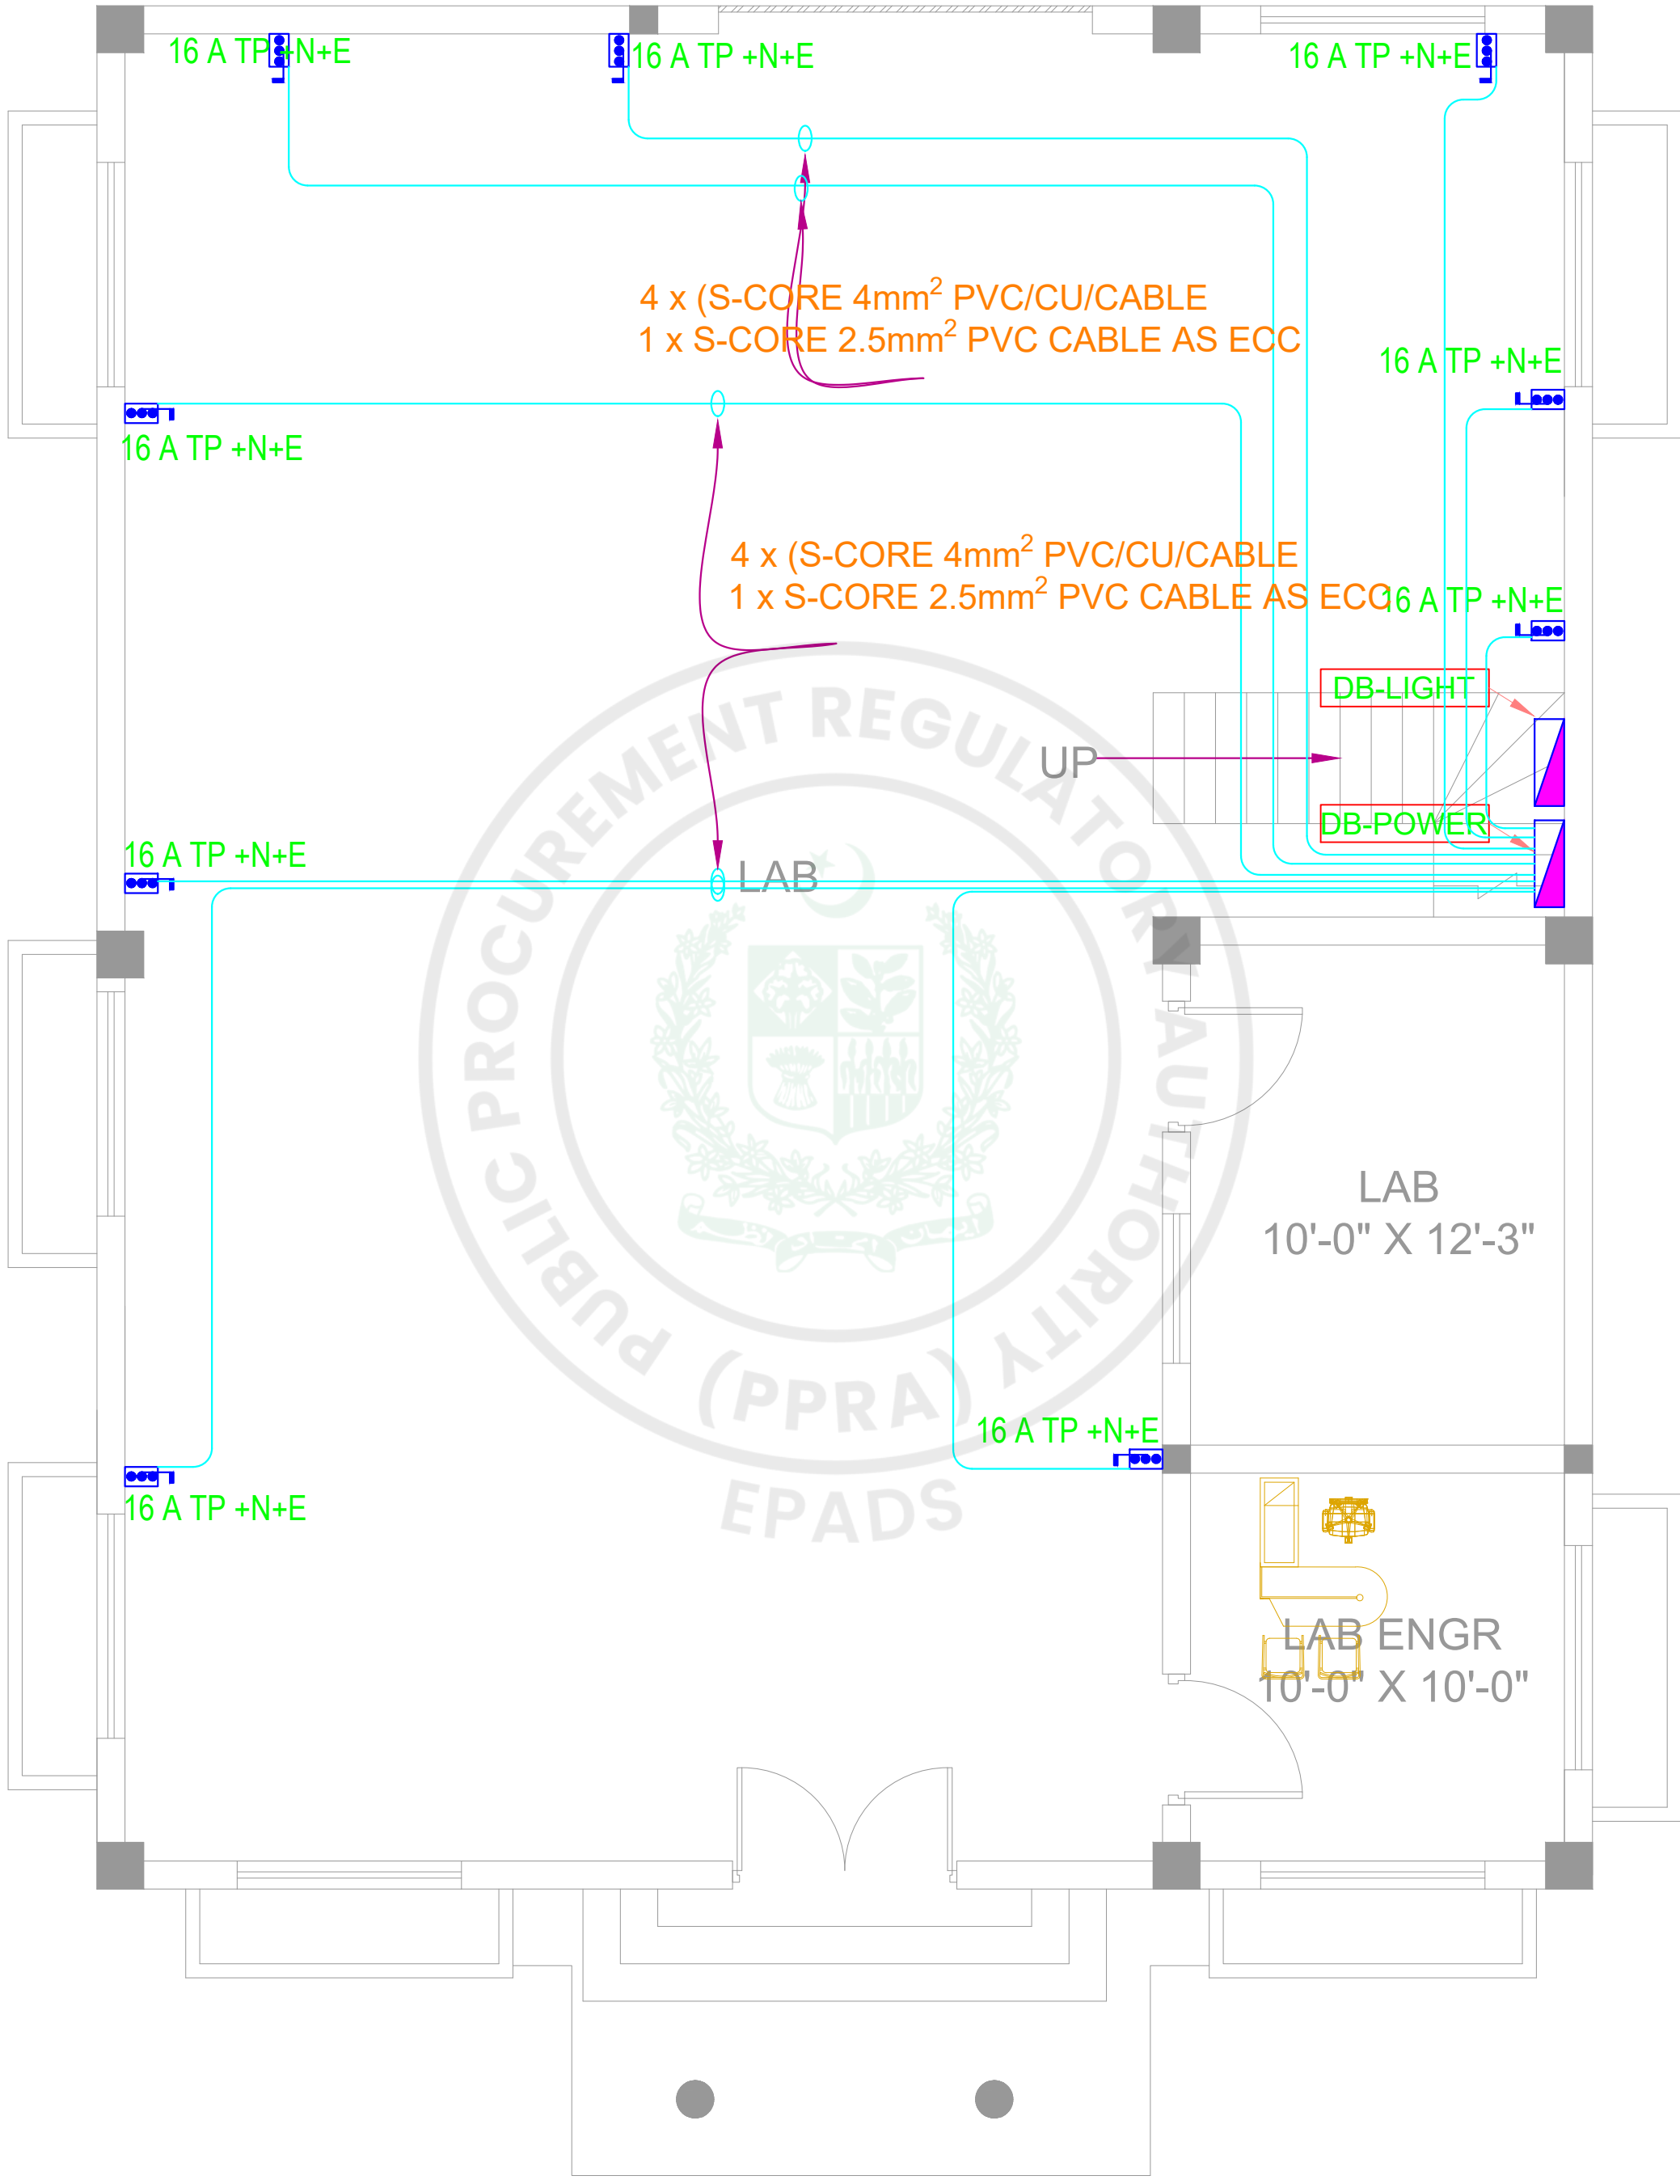 16 A TP +N+E
16 A TP +N+E
16 A TP +N+E
4 x (S-CORE 4mm² PVC/CU/CABLE
1 x S-CORE 2.5mm² PVC CABLE AS ECC
16 A TP +N+E
16 A TP +N+E
4 x (S-CORE 4mm² PVC/CU/CABLE
1 x S-CORE 2.5mm² PVC CABLE AS ECC
16 A TP +N+E
DB-LIGHT
UP
DB-POWER
16 A TP +N+E
LAB
LAB
10'-0" X 12'-3"
16 A TP +N+E
16 A TP +N+E
LAB ENGR
10'-0" X 10'-0"
PUBLIC PROCUREMENT REGULATORY AUTHORITY
(PPRA)
EPADS